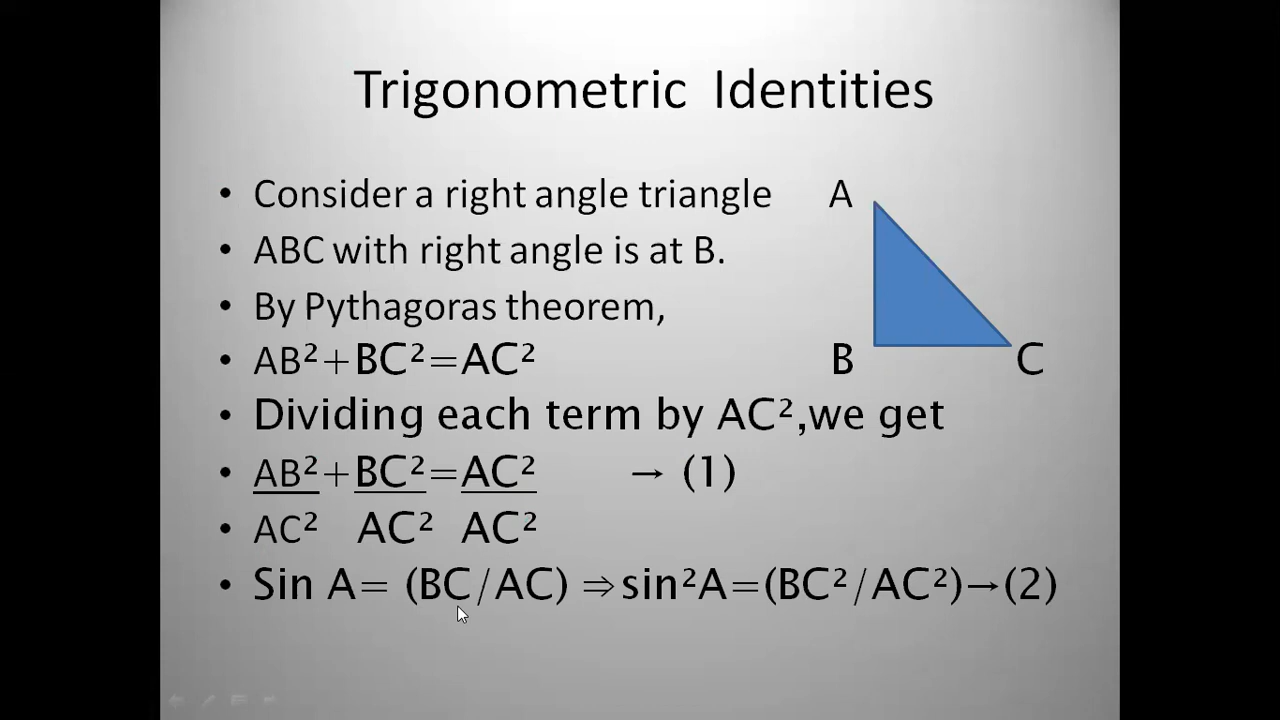 Trigonometric Identities
• Consider a right angle triangle
A
• ABC with right angle is at B.
• By Pythagoras theorem,
• AB²+BC²=AC²
B
C
• Dividing each term by AC²,we get
• AB²+BC²=AC² → (1)
• AC² AC² AC²
• Sin A= (BC/AC) ⇒sin²A=(BC²/AC²)→(2)